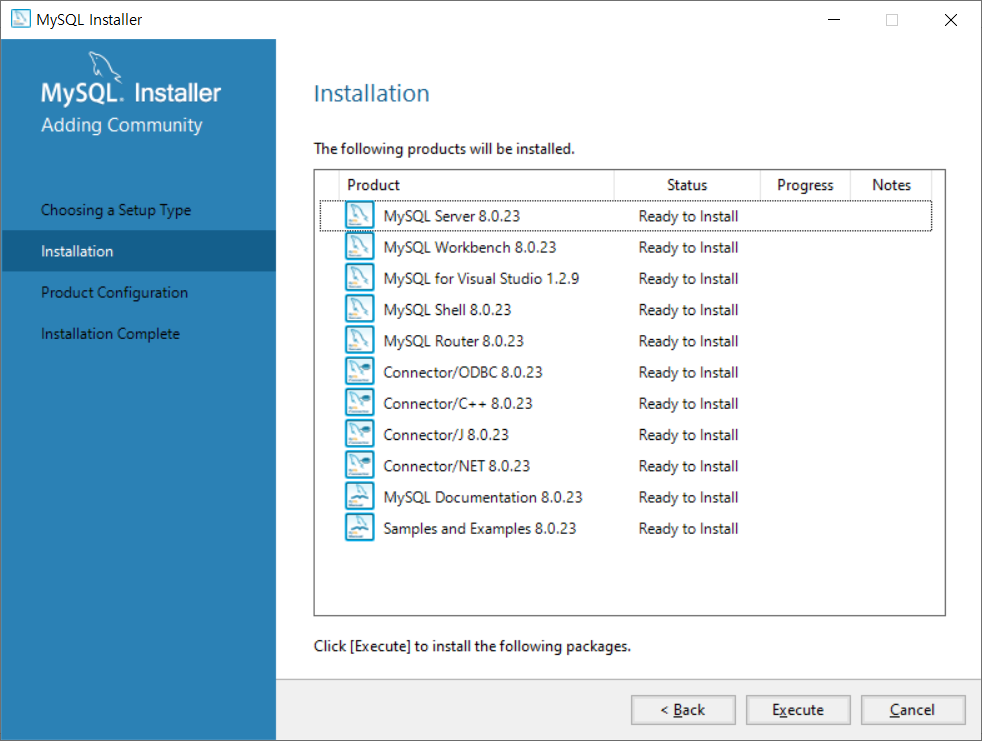 MySQL Installer
MySQL. Installer
Adding Community
Choosing a Setup Type
Installation
Product Configuration
Installation Complete
Installation
The following products will be installed.
Product Status Progress Notes
MySQL Server 8.0.23 Ready to Install
MySQL Workbench 8.0.23 Ready to Install
MySQL for Visual Studio 1.2.9 Ready to Install
MySQL Shell 8.0.23 Ready to Install
MySQL Router 8.0.23 Ready to Install
Connector/ODBC 8.0.23 Ready to Install
Connector/C++ 8.0.23 Ready to Install
Connector/J 8.0.23 Ready to Install
Connector/NET 8.0.23 Ready to Install
MySQL Documentation 8.0.23 Ready to Install
Samples and Examples 8.0.23 Ready to Install
Click [Execute] to install the following packages.
< Back Execute Cancel